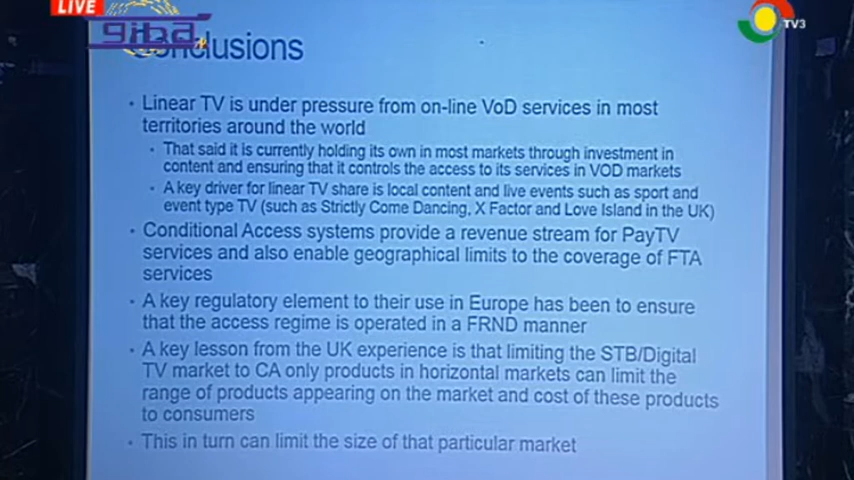 LIVE
giba
TV3
Conclusions
• Linear TV is under pressure from on-line VoD services in most
territories around the world
• That said it is currently holding its own in most markets through investment in
content and ensuring that it controls the access to its services in VOD markets
• A key driver for linear TV share is local content and live events such as sport and
event type TV (such as Strictly Come Dancing, X Factor and Love Island in the UK)
• Conditional Access systems provide a revenue stream for PayTV
services and also enable geographical limits to the coverage of FTA
services
• A key regulatory element to their use in Europe has been to ensure
that the access regime is operated in a FRND manner
• A key lesson from the UK experience is that limiting the STB/Digital
TV market to CA only products in horizontal markets can limit the
range of products appearing on the market and cost of these products
to consumers
• This in turn can limit the size of that particular market